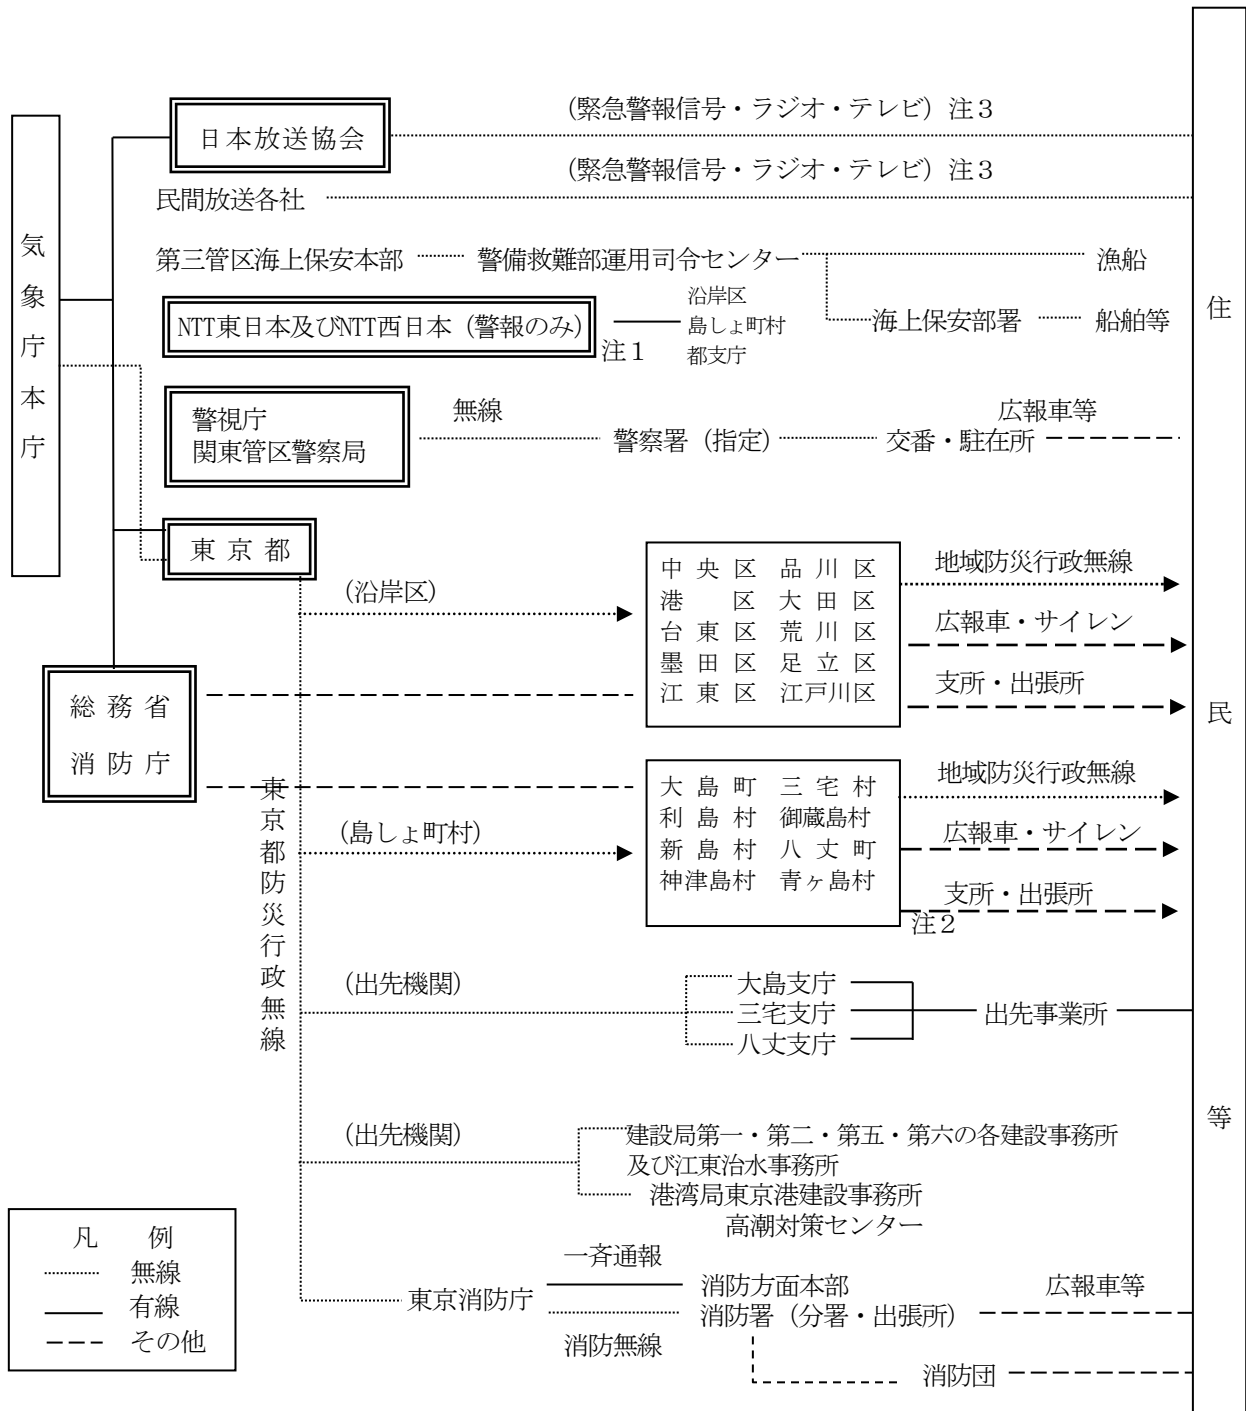 気象庁本庁
日本放送協会
(緊急警報信号・ラジオ・テレビ)注3
(緊急警報信号・ラジオ・テレビ)注3
民間放送各社
第三管区海上保安本部
警備救難部運用司令センター
漁船
海上保安部署
船舶等
NTT東日本及びNTT西日本(警報のみ)
注1
沿岸区
島しょ町村
都支庁
警視庁
関東管区警察局
無線
警察署(指定)
交番・駐在所
広報車等
東京都
総務省
消防庁
東京都防災行政無線
(沿岸区)
中央区 品川区
港 区 大田区
台東区 荒川区
墨田区 足立区
江東区 江戸川区
地域防災行政無線
広報車・サイレン
支所・出張所
(島しょ町村)
大島町 三宅村
利島村 御蔵島村
新島村 八丈町
神津島村 青ヶ島村
地域防災行政無線
広報車・サイレン
支所・出張所
注2
(出先機関)
大島支庁
三宅支庁
八丈支庁
出先事業所
(出先機関)
建設局第一・第二・第五・第六の各建設事務所
及び江東治水事務所
港湾局東京港建設事務所
高潮対策センター
東京消防庁
一斉通報
消防無線
消防方面本部
消防署(分署・出張所)
広報車等
消防団
住民等
凡 例
無線
有線
その他